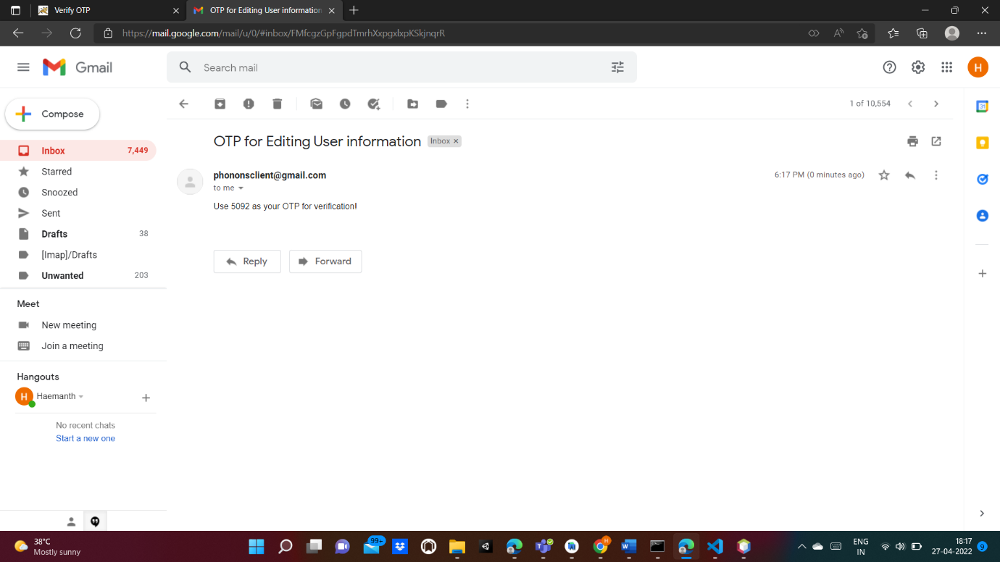 Verify OTP
OTP for Editing User information
https://mail.google.com/mail/u/0/#inbox/FMfcgzGpFgpdTmrhXxpgxlxpKSkjnqrR
Gmail
Search mail
H
Compose
1 of 10,554
31
Inbox 7,449
Starred
Snoozed
Sent
Drafts 38
[Imap]/Drafts
Unwanted 203
OTP for Editing User information Inbox ×
phononsclient@gmail.com 6:17 PM (0 minutes ago)
to me
Use 5092 as your OTP for verification!
Reply Forward
Meet
New meeting
Join a meeting
Hangouts
H Haemanth
No recent chats
Start a new one
38°C
Mostly sunny
99+
H
ENG
IN
18:17
27-04-2022
9